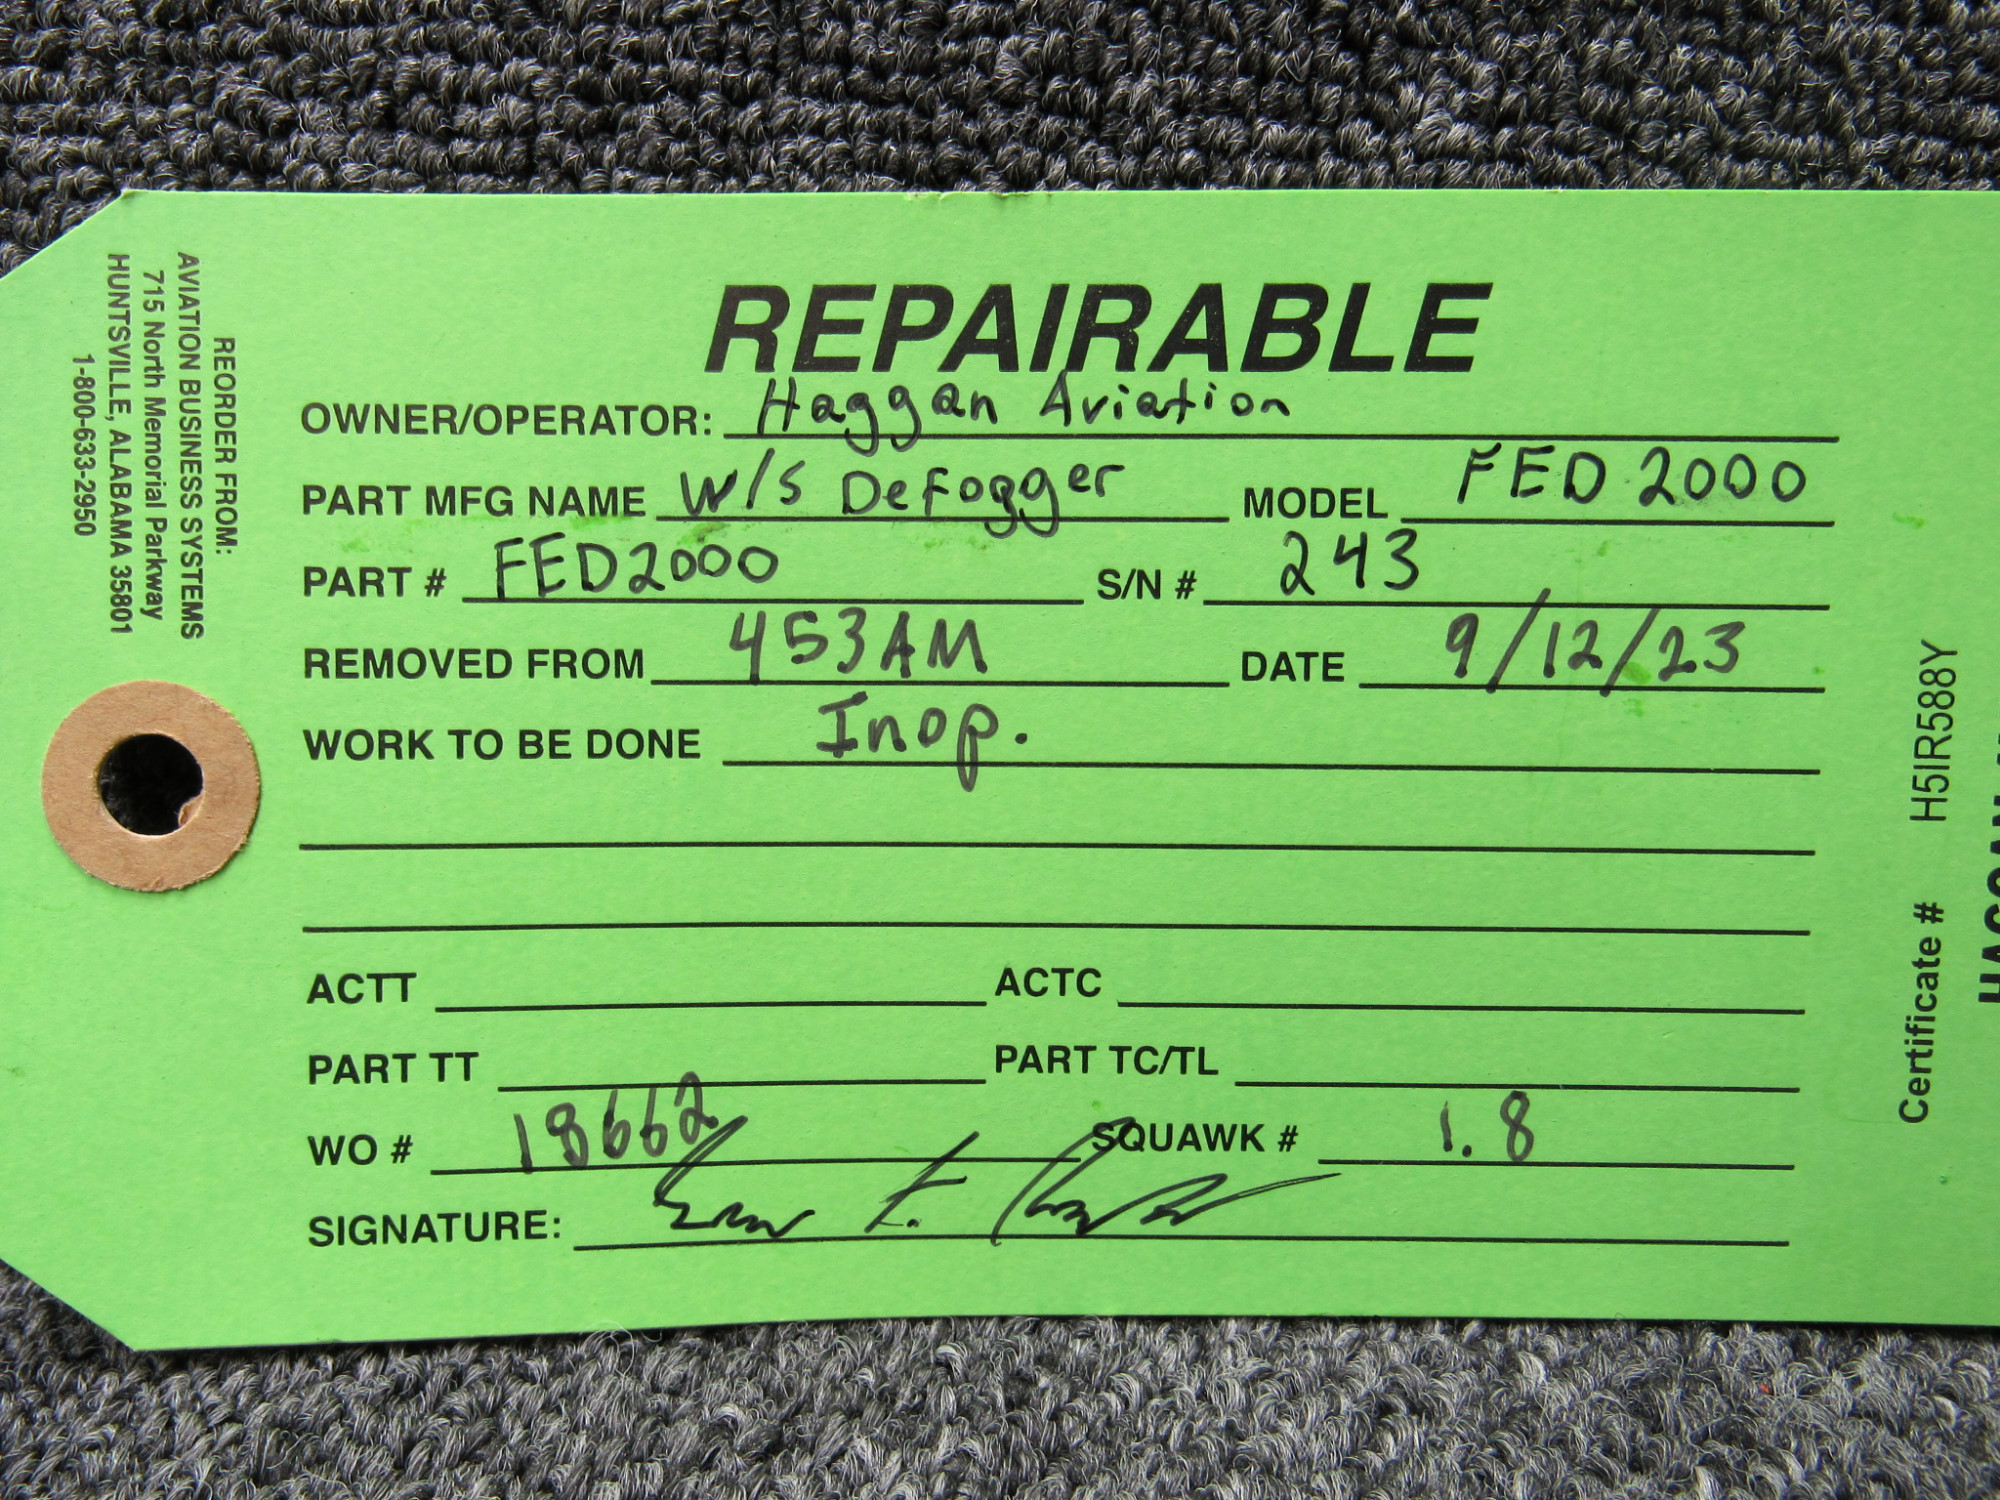 REPAIRABLE
OWNER/OPERATOR: Haggan Aviation
PART MFG NAME W/S Defogger MODEL FED 2000
PART # FED2000 S/N # 243
REMOVED FROM 453AM DATE 9/12/23
WORK TO BE DONE Inop.
ACTT ACTC
PART TT PART TC/TL
WO # 18662 SQUAWK # 1.8
SIGNATURE:
REORDER FROM:
AVIATION BUSINESS SYSTEMS
715 North Memorial Parkway
HUNTSVILLE, ALABAMA 35801
1-800-633-2950
Certificate # H5IR588Y